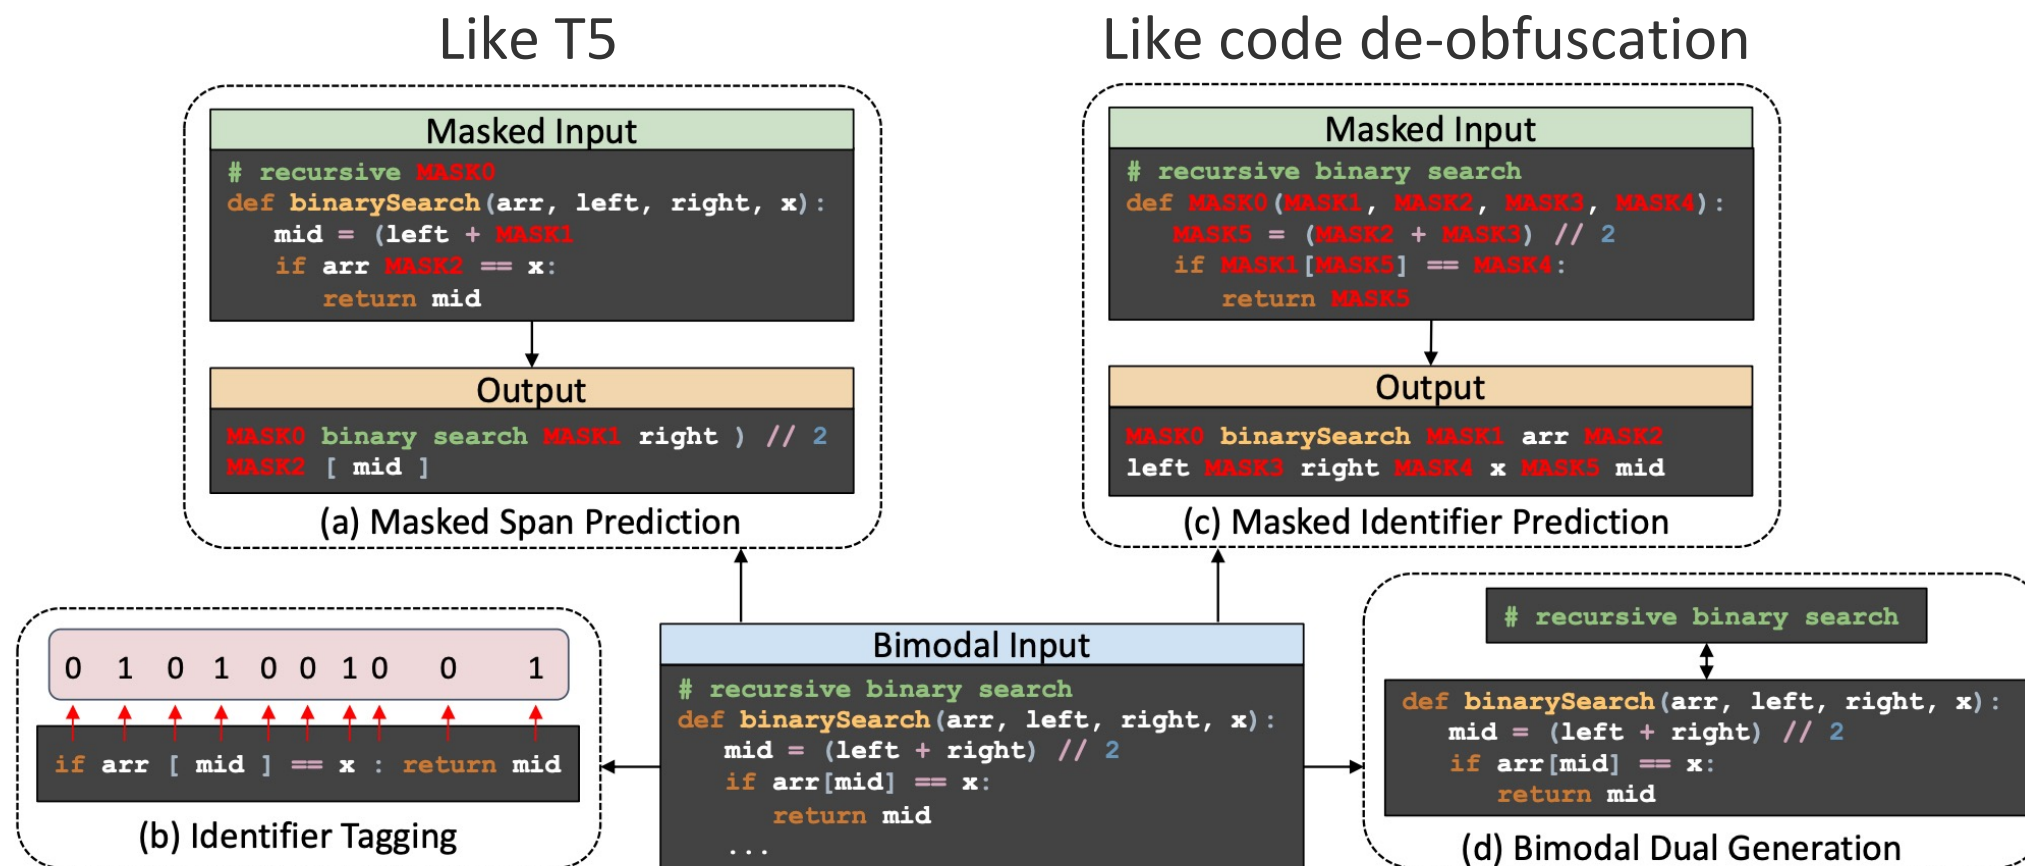 Like T5
Masked Input
# recursive MASK0
def binarySearch(arr, left, right, x):
mid = (left + MASK1
if arr MASK2 == x:
return mid
Output
MASK0 binary search MASK1 right ) // 2
MASK2 [ mid ]
(a) Masked Span Prediction
Like code de-obfuscation
Masked Input
# recursive binary search
def MASK0(MASK1, MASK2, MASK3, MASK4):
MASK5 = (MASK2 + MASK3) // 2
if MASK1[MASK5] == MASK4:
return MASK5
Output
MASK0 binarySearch MASK1 arr MASK2
left MASK3 right MASK4 x MASK5 mid
(c) Masked Identifier Prediction
0 1 0 1 0 0 1 0 0 1
if arr [ mid ] == x : return mid
(b) Identifier Tagging
Bimodal Input
# recursive binary search
def binarySearch(arr, left, right, x):
mid = (left + right) // 2
if arr[mid] == x:
return mid
...
# recursive binary search
def binarySearch(arr, left, right, x):
mid = (left + right) // 2
if arr[mid] == x:
return mid
(d) Bimodal Dual Generation